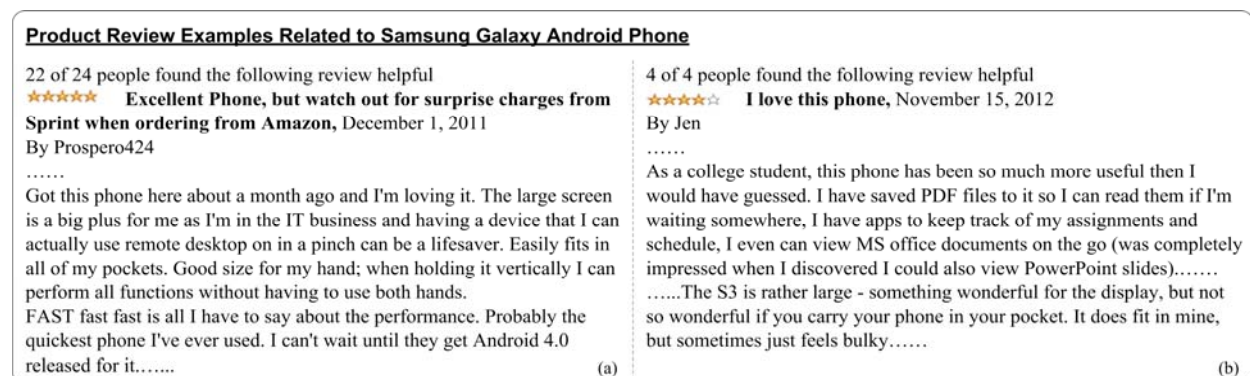 Product Review Examples Related to Samsung Galaxy Android Phone
22 of 24 people found the following review helpful
Excellent Phone, but watch out for surprise charges from
Sprint when ordering from Amazon, December 1, 2011
By Prospero424
……
Got this phone here about a month ago and I'm loving it. The large screen
is a big plus for me as I'm in the IT business and having a device that I can
actually use remote desktop on in a pinch can be a lifesaver. Easily fits in
all of my pockets. Good size for my hand; when holding it vertically I can
perform all functions without having to use both hands.
FAST fast fast is all I have to say about the performance. Probably the
quickest phone I've ever used. I can't wait until they get Android 4.0
released for it.…...
(a)
4 of 4 people found the following review helpful
I love this phone, November 15, 2012
By Jen
……
As a college student, this phone has been so much more useful then I
would have guessed. I have saved PDF files to it so I can read them if I'm
waiting somewhere, I have apps to keep track of my assignments and
schedule, I even can view MS office documents on the go (was completely
impressed when I discovered I could also view PowerPoint slides)…….
…...The S3 is rather large - something wonderful for the display, but not
so wonderful if you carry your phone in your pocket. It does fit in mine,
but sometimes just feels bulky……
(b)